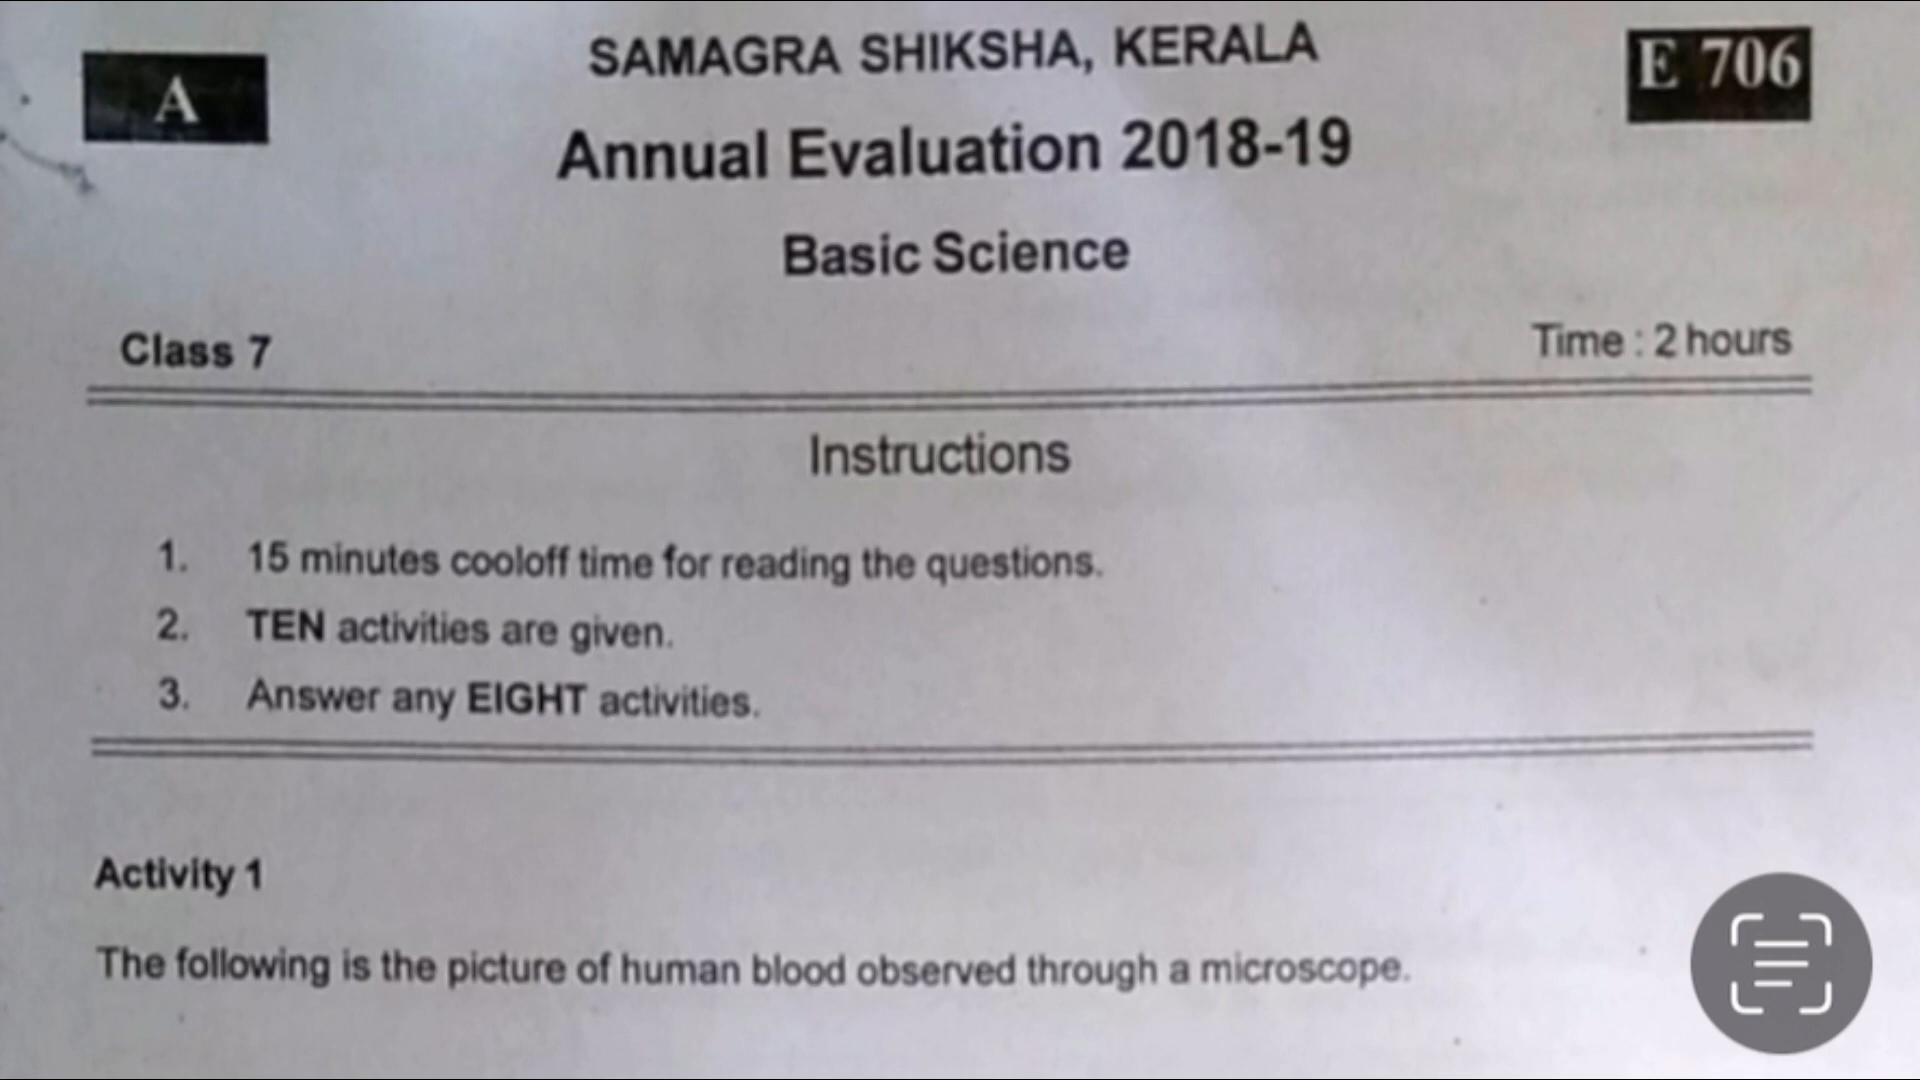 A
SAMAGRA SHIKSHA, KERALA
E 706
Annual Evaluation 2018-19
Basic Science
Class 7
Time : 2 hours
Instructions
1. 15 minutes cooloff time for reading the questions.
2. TEN activities are given.
3. Answer any EIGHT activities.
Activity 1
The following is the picture of human blood observed through a microscope.